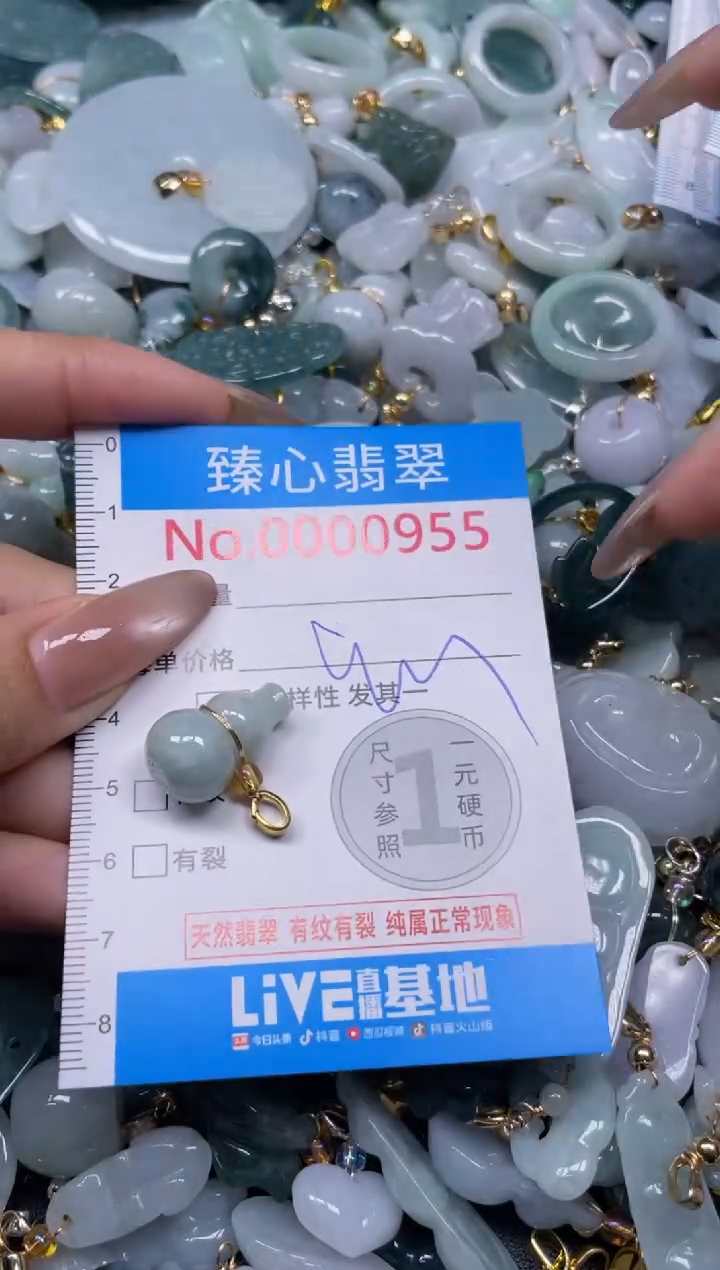 臻心翡翠
No.0000955
量
单价格
样性 发其一
尺寸参照
1
一元硬币
有裂
天然翡翠 有纹有裂 纯属正常现象
LiVE直播基地
头条 今日头条 抖音 西瓜视频 抖音火山版
0
1
2
4
5
6
7
8